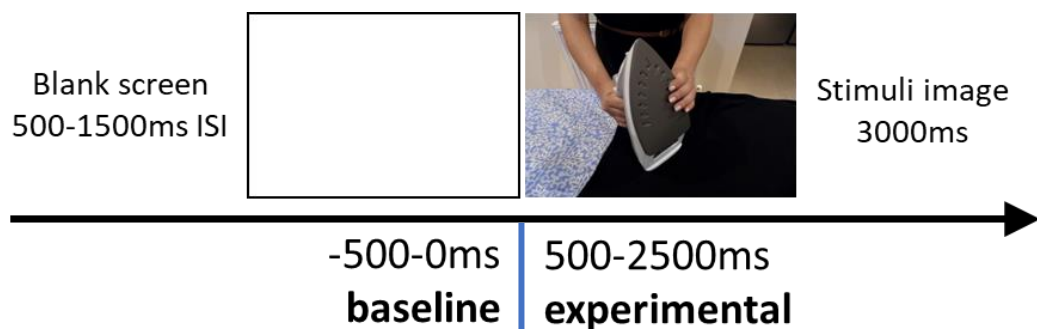 Blank screen
500-1500ms ISI
Stimuli image
3000ms
-500-0ms
baseline
500-2500ms
experimental